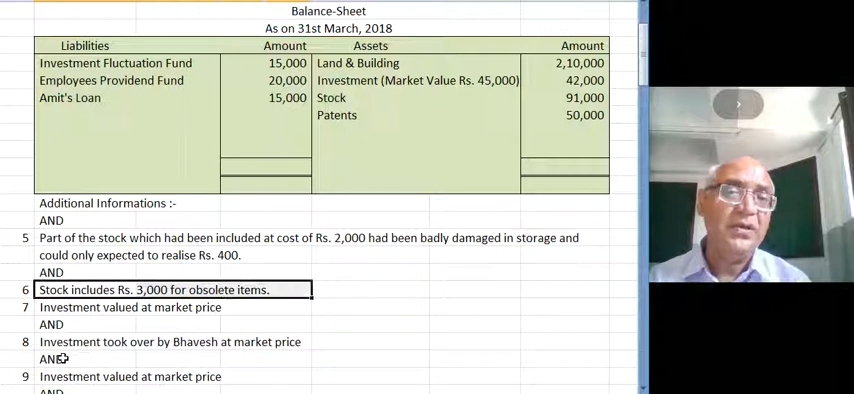 Balance-Sheet
As on 31st March, 2018
Liabilities Amount Assets Amount
Investment Fluctuation Fund 15,000 Land & Building 2,10,000
Employees Providend Fund 20,000 Investment (Market Value Rs. 45,000) 42,000
Amit's Loan 15,000 Stock 91,000
Patents 50,000
Additional Informations :-
AND
5 Part of the stock which had been included at cost of Rs. 2,000 had been badly damaged in storage and
could only expected to realise Rs. 400.
AND
6 Stock includes Rs. 3,000 for obsolete items.
7 Investment valued at market price
AND
8 Investment took over by Bhavesh at market price
AND
9 Investment valued at market price
AND